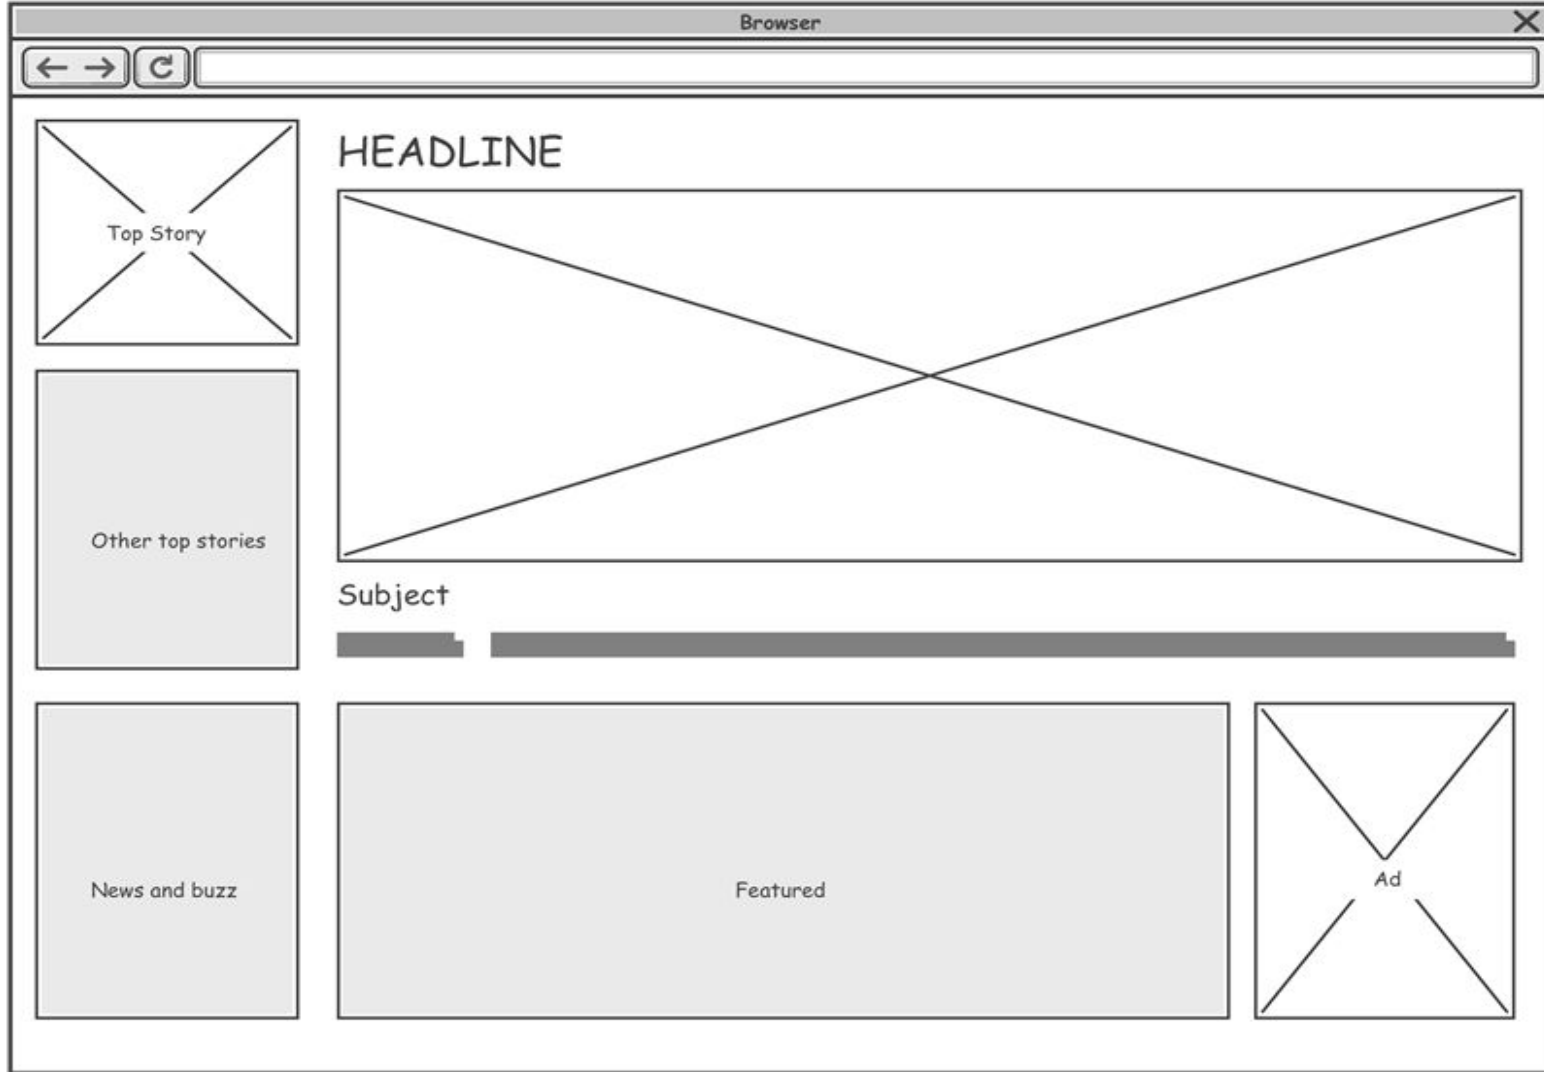 Browser
HEADLINE
Top Story
Other top stories
Subject
News and buzz
Featured
Ad